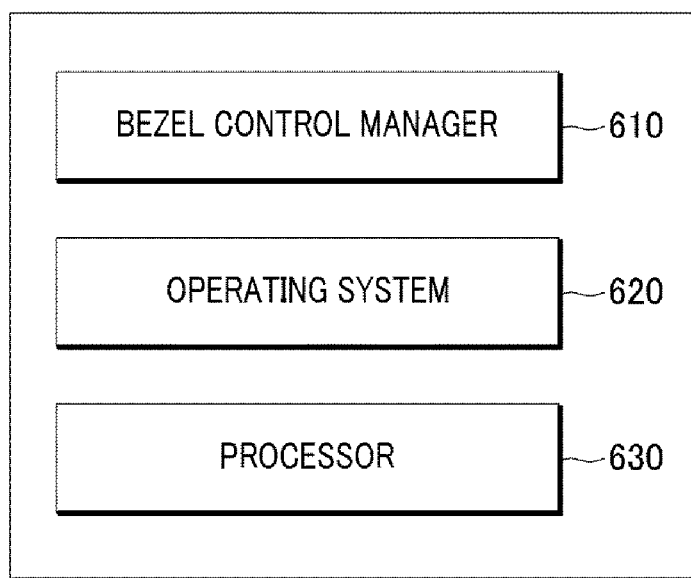 BEZEL CONTROL MANAGER 610
OPERATING SYSTEM 620
PROCESSOR 630